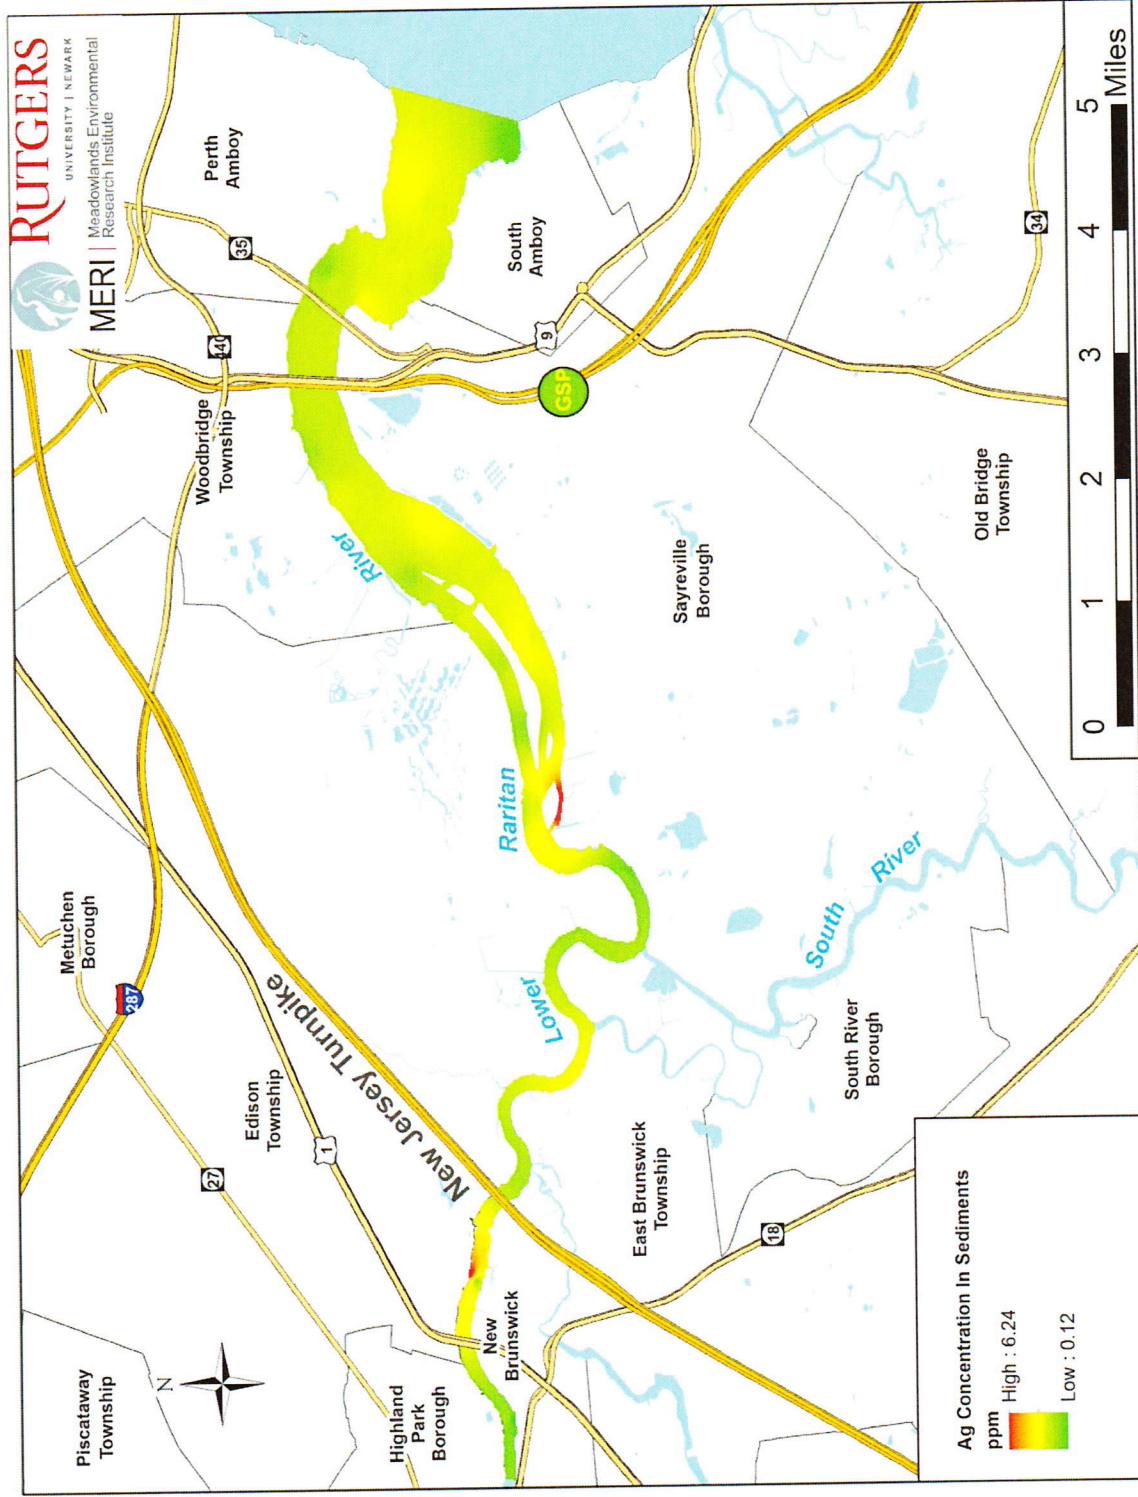 RUTGERS
UNIVERSITY | NEWARK
MERI | Meadowlands Environmental
Research Institute
Piscataway
Township
N
Metuchen
Borough
287
27
Edison
Township
1
New Jersey Turnpike
Highland
Park
Borough
New
Brunswick
Woodbridge
Township
440
35
Perth
Amboy
River
Raritan
Lower
South
Amboy
9
GSP
East Brunswick
Township
18
South River
Borough
South
River
Sayreville
Borough
Old Bridge
Township
34
Ag Concentration In Sediments
ppm
High : 6.24
Low : 0.12
0 1 2 3 4 5
Miles